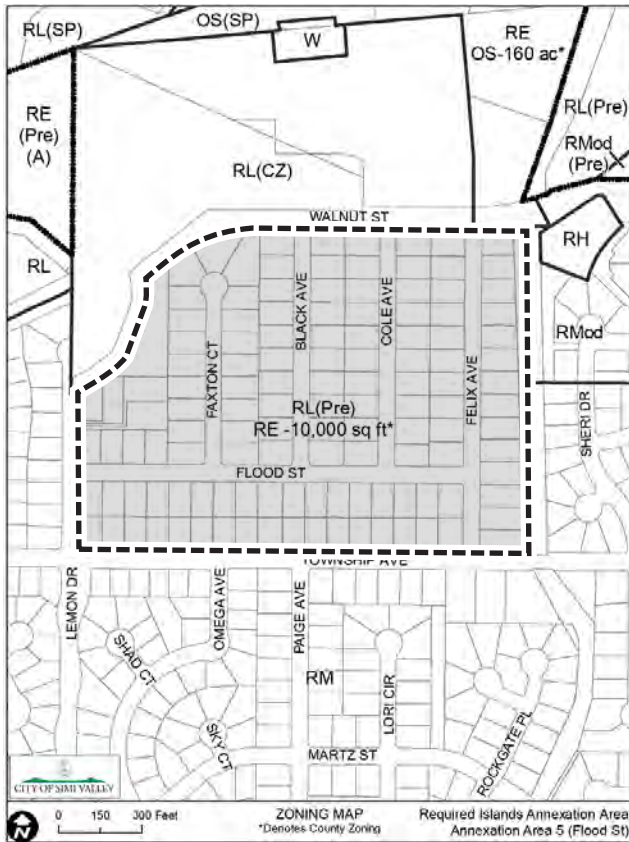 RL(SP)
OS(SP)
W
RE
OS-160 ac*
RE
(Pre)
(A)
RL(Pre)
RMod
(Pre)
RL(CZ)
WALNUT ST
RL
RH
BLACK AVE
COLE AVE
FAXTON CT
FELIX AVE
RMod
SHERI DR
RL(Pre)
RE -10,000 sq ft*
FLOOD ST
TOWNSHIP AVE
LEMON DR
OMEGA AVE
PAIGE AVE
SHAD CT
RM
LORI CIR
SKY CT
MARTZ ST
ROCKGATE PL
CITY OF SIMI VALLEY
N
0 150 300 Feet
ZONING MAP
*Denotes County Zoning
Required Islands Annexation Area
Annexation Area 5 (Flood St)